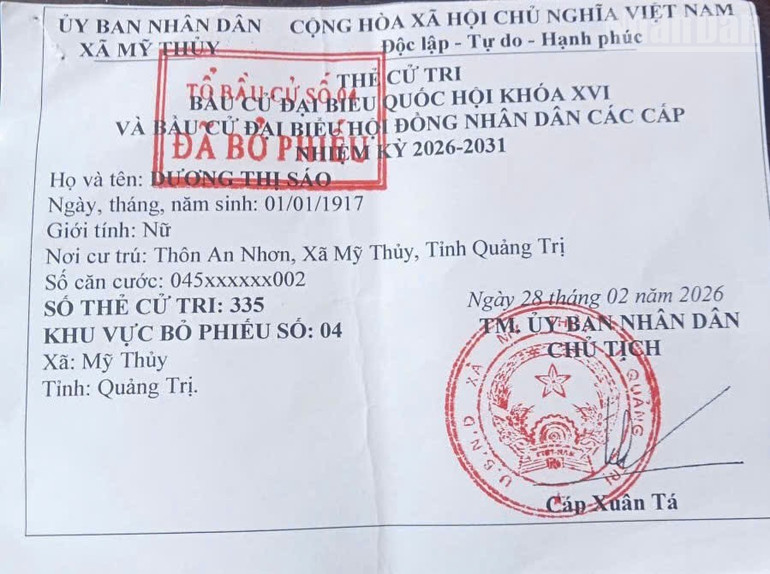 ỦY BAN NHÂN DÂN CỘNG HÒA XÃ HỘI CHỦ NGHĨA VIỆT NAM
XÃ MỸ THỦY Độc lập - Tự do - Hạnh phúc
THẺ CỬ TRI
TỔ BẦU CỬ SỐ 04
BẦU CỬ ĐẠI BIỂU QUỐC HỘI KHÓA XVI
VÀ BẦU CỬ ĐẠI BIỂU HỘI ĐỒNG NHÂN DÂN CÁC CẤP
ĐÃ BỎ PHIẾU
NHIỆM KỲ 2026-2031
Họ và tên: DƯƠNG THỊ SÁO
Ngày, tháng, năm sinh: 01/01/1917
Giới tính: Nữ
Nơi cư trú: Thôn An Nhơn, Xã Mỹ Thủy, Tỉnh Quảng Trị
Số căn cước: 045xxxxxx002
SỐ THẺ CỬ TRI: 335
KHU VỰC BỎ PHIẾU SỐ: 04
Xã: Mỹ Thủy
Tỉnh: Quảng Trị.
Ngày 28 tháng 02 năm 2026
TM. ỦY BAN NHÂN DÂN
CHỦ TỊCH
U.B.N.D XÃ M QUẢNG TRỊ
VIỆT NAM
Cáp Xuân Tá